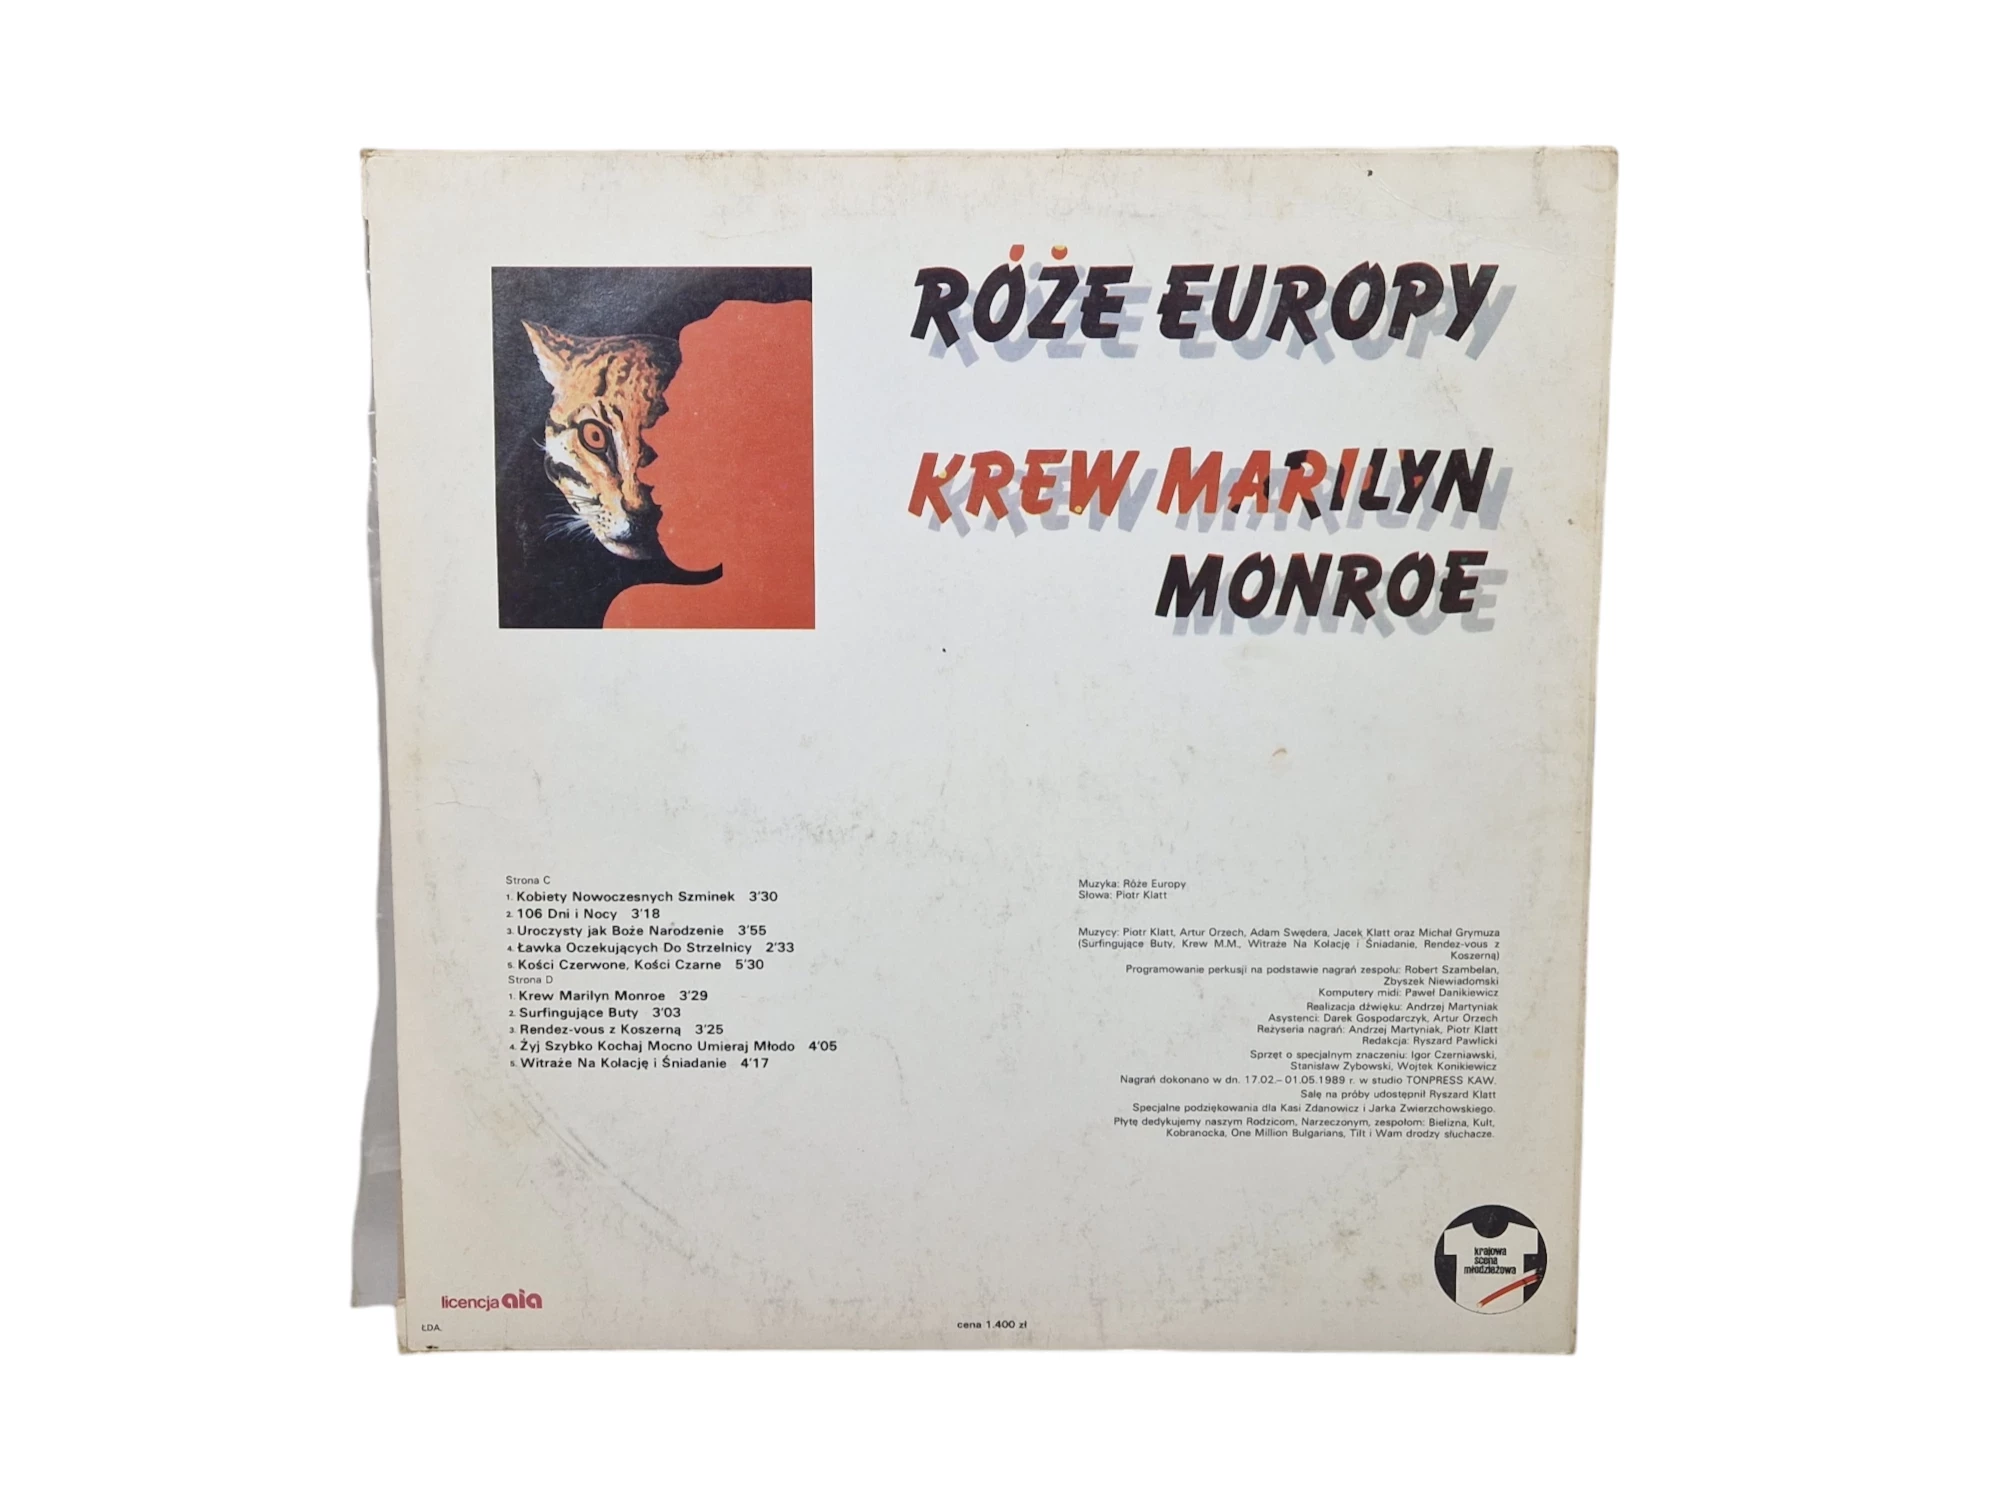 RÓŻE EUROPY
KREW MARILYN
MONROE
Strona C
1. Kobiety Nowoczesnych Szminek 3'30
2. 106 Dni i Nocy 3'18
3. Uroczysty jak Boże Narodzenie 3'55
4. Ławka Oczekujących Do Strzelnicy 2'33
5. Kości Czerwone, Kości Czarne 5'30
Strona D
1. Krew Marilyn Monroe 3'29
2. Surfingujące Buty 3'03
3. Rendez-vous z Koszerną 3'25
4. Żyj Szybko Kochaj Mocno Umieraj Młodo 4'05
5. Witraże Na Kolację i Śniadanie 4'17
Muzyka: Róże Europy
Słowa: Piotr Klatt
Muzycy: Piotr Klatt, Artur Orzech, Adam Swędera, Jacek Klatt oraz Michał Grymuza
(Surfingujące Buty, Krew M.M., Witraże Na Kolację i Śniadanie, Rendez-vous z
Koszerną)
Programowanie perkusji na podstawie nagrań zespołu: Robert Szambelan,
Zbyszek Niewiadomski
Komputery midi: Paweł Danikiewicz
Realizacja dźwięku: Andrzej Martyniak
Asystenci: Darek Gospodarczyk, Artur Orzech
Reżyseria nagrań: Andrzej Martyniak, Piotr Klatt
Redakcja: Ryszard Pawlicki
Sprzęt o specjalnym znaczeniu: Igor Czerniawski,
Stanisław Zybowski, Wojtek Konikiewicz
Nagrań dokonano w dn. 17.02.– 01.05.1989 r. w studio TONPRESS KAW.
Salę na próby udostępnił Ryszard Klatt
Specjalne podziękowania dla Kasi Zdanowicz i Jarka Zwierzchowskiego.
Płytę dedykujemy naszym Rodzicom, Narzeczonym, zespołom: Bielizna, Kult,
Kobranocka, One Million Bulgarians, Tilt i Wam drodzy słuchacze.
krajowa
scena
młodzieżowa
licencja aia
ŁDA.
cena 1.400 zł